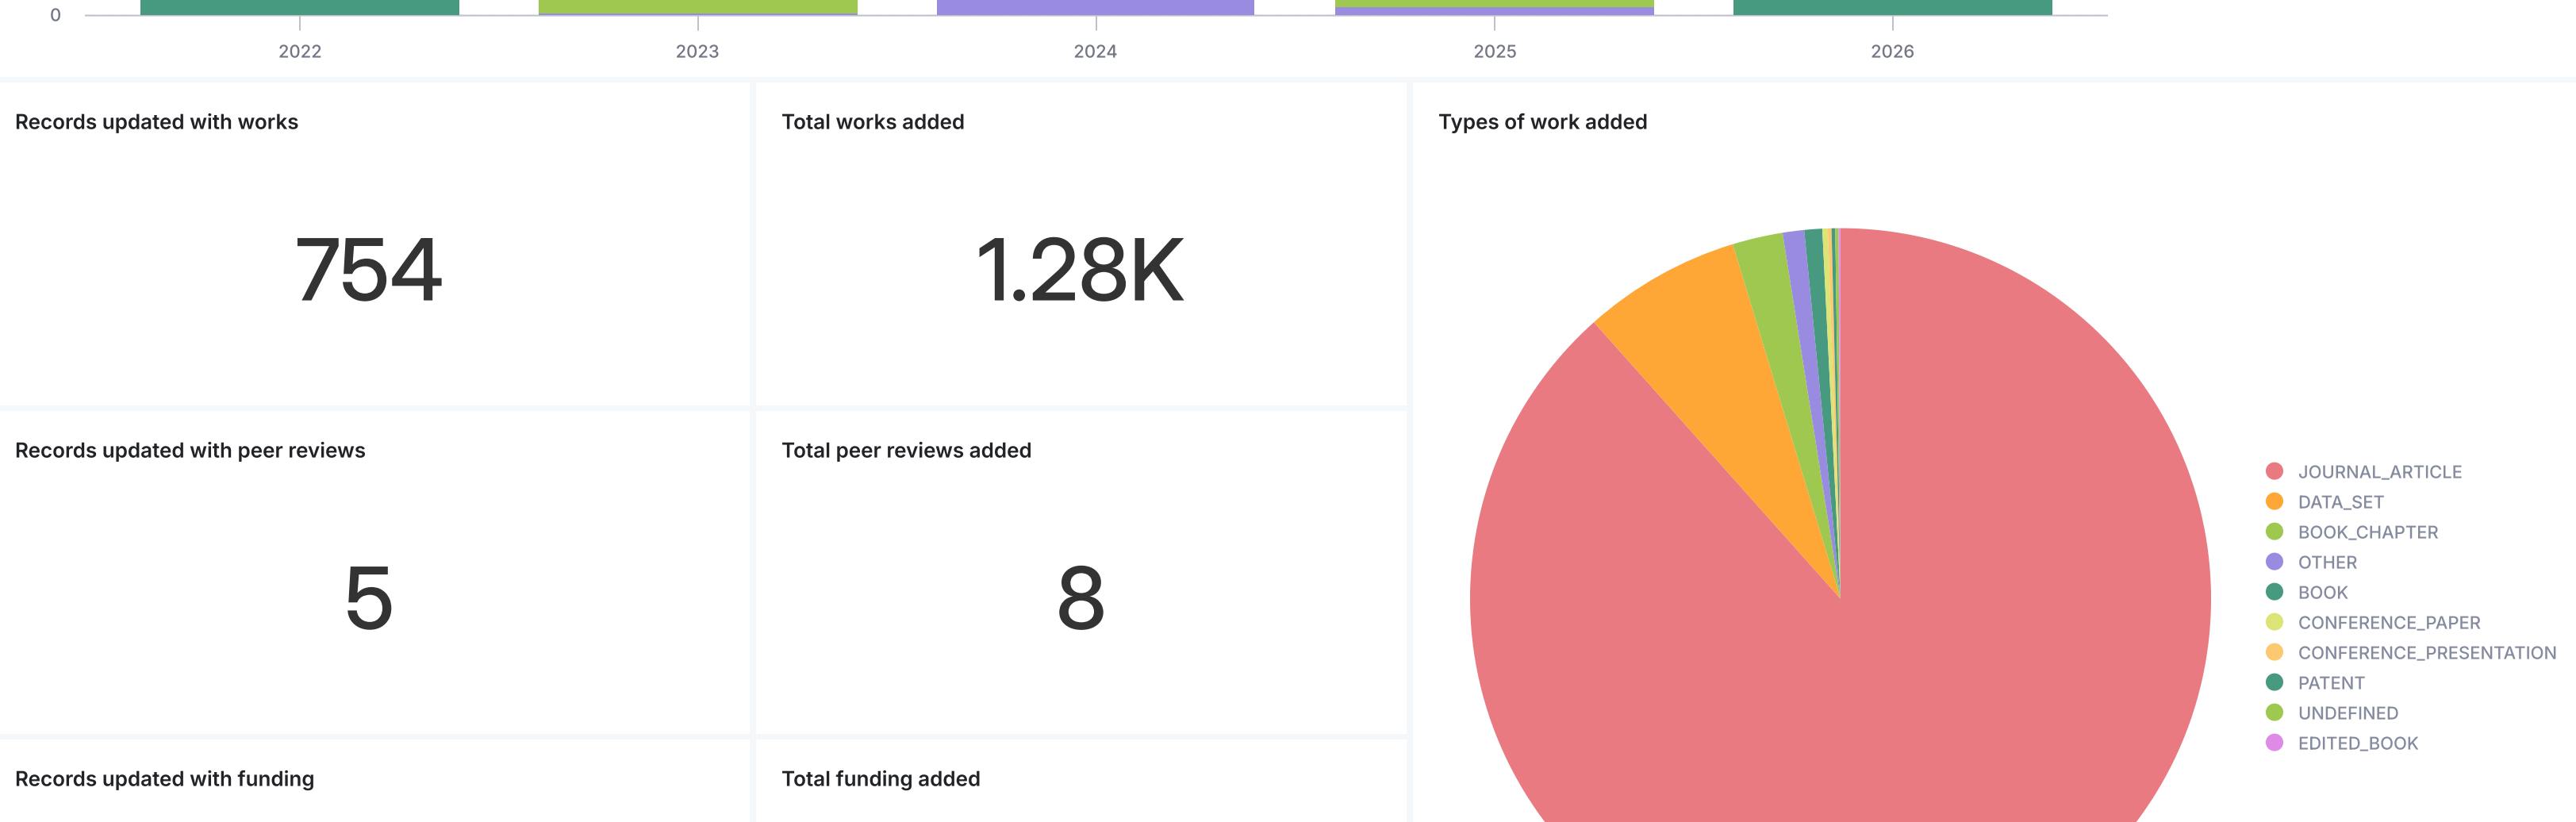 0
2022
2023
2024
2025
2026
Records updated with works
754
Total works added
1.28K
Types of work added
Records updated with peer reviews
5
Total peer reviews added
8
JOURNAL_ARTICLE
DATA_SET
BOOK_CHAPTER
OTHER
BOOK
CONFERENCE_PAPER
CONFERENCE_PRESENTATION
PATENT
UNDEFINED
EDITED_BOOK
Records updated with funding
Total funding added